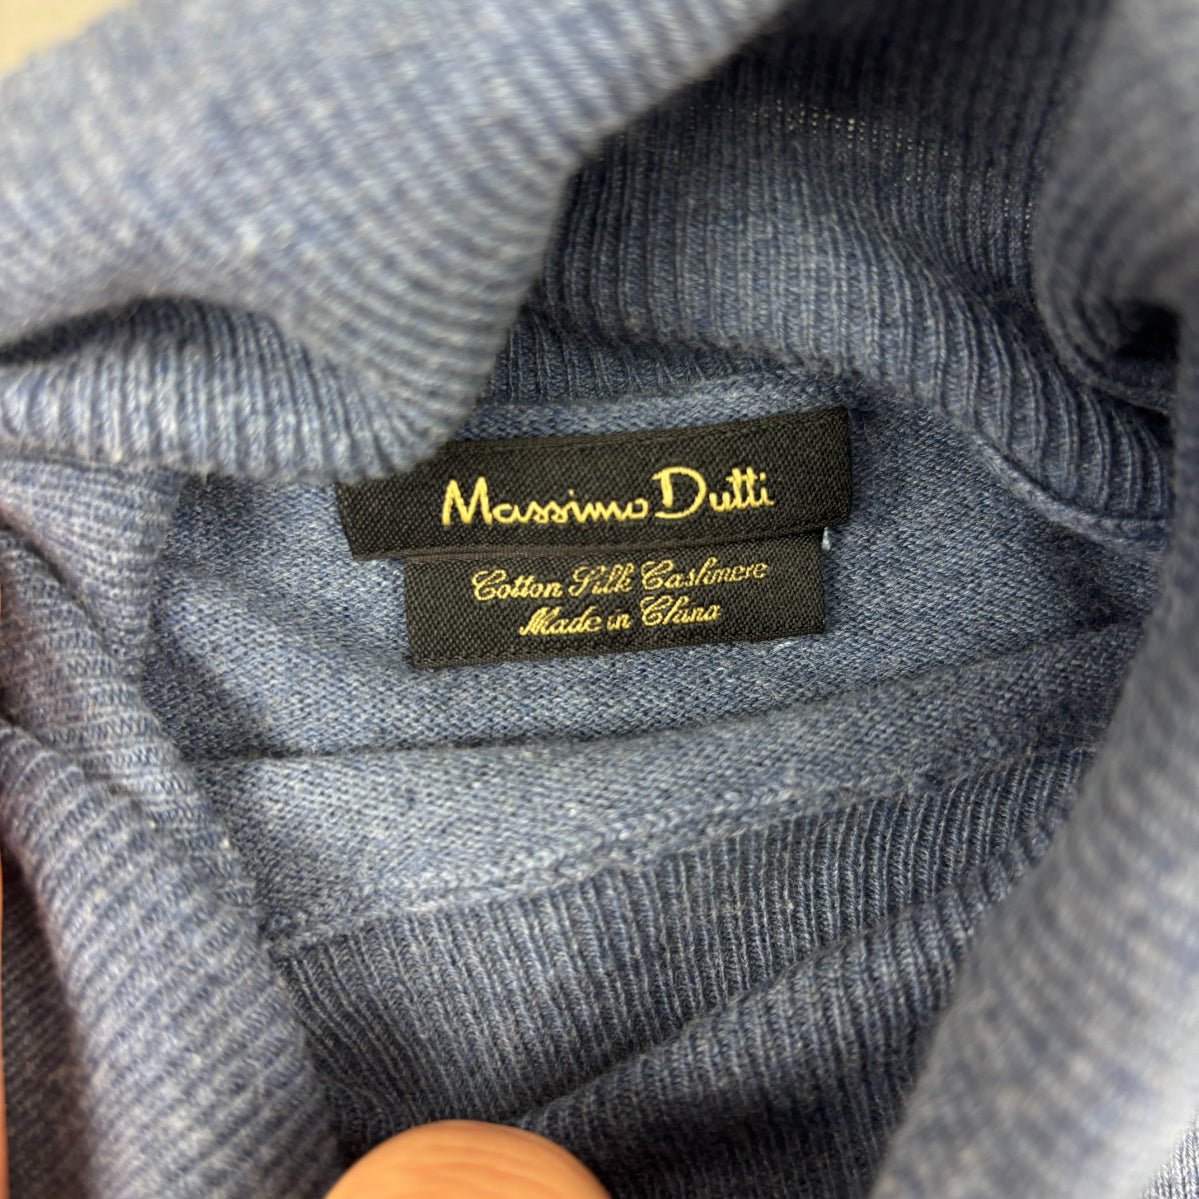 Massimo Dutti
Cotton Silk Cashmere
Made in China